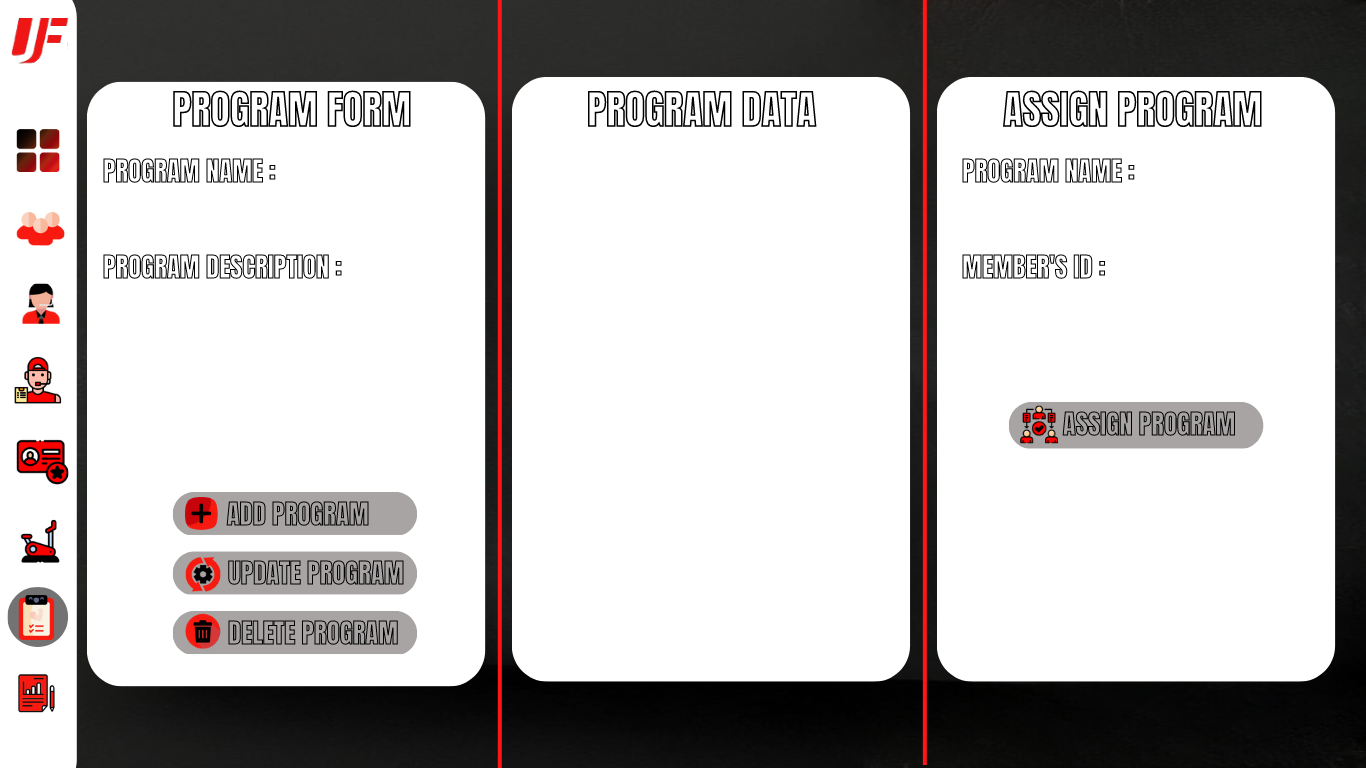 PROGRAM FORM
PROGRAM NAME :
PROGRAM DESCRIPTION :
ADD PROGRAM
UPDATE PROGRAM
DELETE PROGRAM
PROGRAM DATA
ASSIGN PROGRAM
PROGRAM NAME :
MEMBER'S ID :
ASSIGN PROGRAM